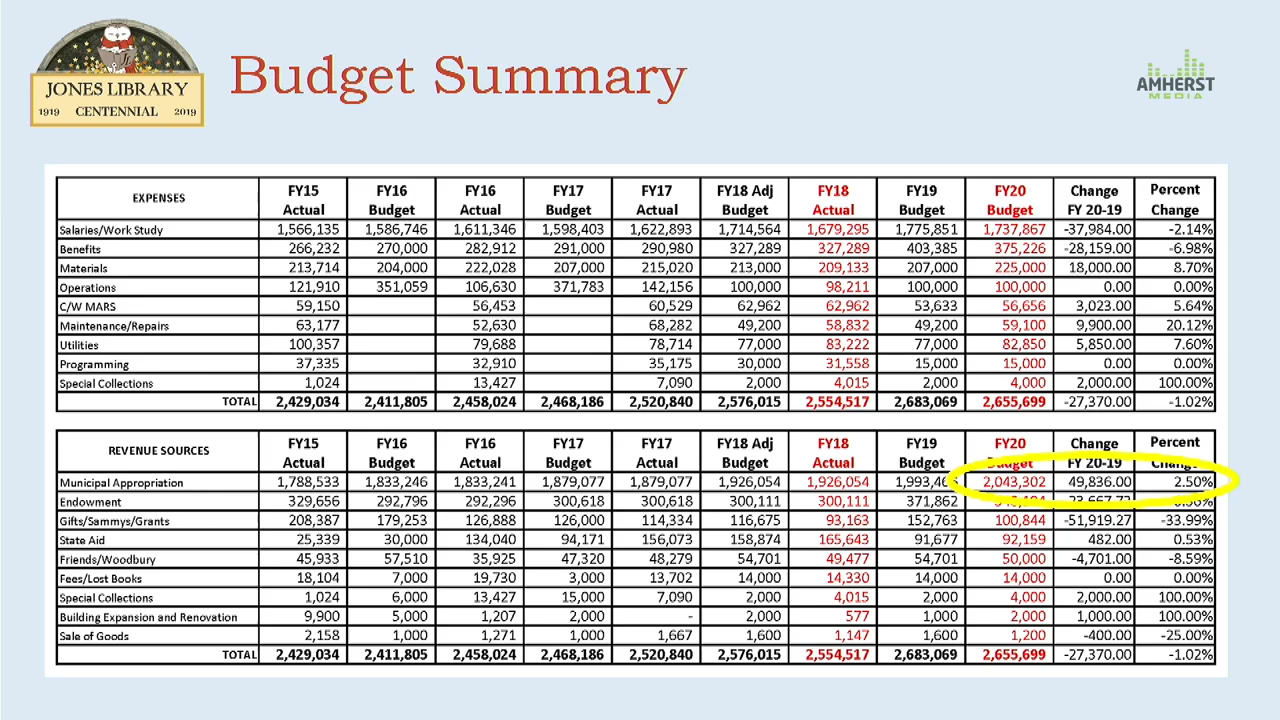 JONES LIBRARY
1919 CENTENNIAL 2019
Budget Summary
AMHERST
MEDIA
EXPENSES FY15 Actual FY16 Budget FY16 Actual FY17 Budget FY17 Actual FY18 Adj Budget FY18 Actual FY19 Budget FY20 Budget Change FY 20-19 Percent Change
Salaries/Work Study 1,566,135 1,586,746 1,611,346 1,598,403 1,622,893 1,714,564 1,679,295 1,775,851 1,737,867 -37,984.00 -2.14%
Benefits 266,232 270,000 282,912 291,000 290,980 327,289 327,289 403,385 375,226 -28,159.00 -6.98%
Materials 213,714 204,000 222,028 207,000 215,020 213,000 209,133 207,000 225,000 18,000.00 8.70%
Operations 121,910 351,059 106,630 371,783 142,156 100,000 98,211 100,000 100,000 0.00 0.00%
C/W MARS 59,150 56,453 60,529 62,962 62,962 53,633 56,656 3,023.00 5.64%
Maintenance/Repairs 63,177 52,630 68,282 49,200 58,832 49,200 59,100 9,900.00 20.12%
Utilities 100,357 79,688 78,714 77,000 83,222 77,000 82,850 5,850.00 7.60%
Programming 37,335 32,910 35,175 30,000 31,558 15,000 15,000 0.00 0.00%
Special Collections 1,024 13,427 7,090 2,000 4,015 2,000 4,000 2,000.00 100.00%
TOTAL 2,429,034 2,411,805 2,458,024 2,468,186 2,520,840 2,576,015 2,554,517 2,683,069 2,655,699 -27,370.00 -1.02%
REVENUE SOURCES FY15 Actual FY16 Budget FY16 Actual FY17 Budget FY17 Actual FY18 Adj Budget FY18 Actual FY19 Budget FY20 Budget Change FY 20-19 Percent Change
Municipal Appropriation 1,788,533 1,833,246 1,833,241 1,879,077 1,879,077 1,926,054 1,926,054 2,043,302 49,836.00 2.50%
Endowment 329,656 292,796 292,296 300,618 300,618 300,111 300,111 371,862
Gifts/Sammys/Grants 208,387 179,253 126,888 126,000 114,334 116,675 93,163 152,763 100,844 -51,919.27 -33.99%
State Aid 25,339 30,000 134,040 94,171 156,073 158,874 165,643 91,677 92,159 482.00 0.53%
Friends/Woodbury 45,933 57,510 35,925 47,320 48,279 54,701 49,477 54,701 50,000 -4,701.00 -8.59%
Fees/Lost Books 18,104 7,000 19,730 3,000 13,702 14,000 14,330 14,000 14,000 0.00 0.00%
Special Collections 1,024 6,000 13,427 15,000 7,090 2,000 4,015 2,000 4,000 2,000.00 100.00%
Building Expansion and Renovation 9,900 5,000 1,207 2,000 - 2,000 577 1,000 2,000 1,000.00 100.00%
Sale of Goods 2,158 1,000 1,271 1,000 1,667 1,600 1,147 1,600 1,200 -400.00 -25.00%
TOTAL 2,429,034 2,411,805 2,458,024 2,468,186 2,520,840 2,576,015 2,554,517 2,683,069 2,655,699 -27,370.00 -1.02%